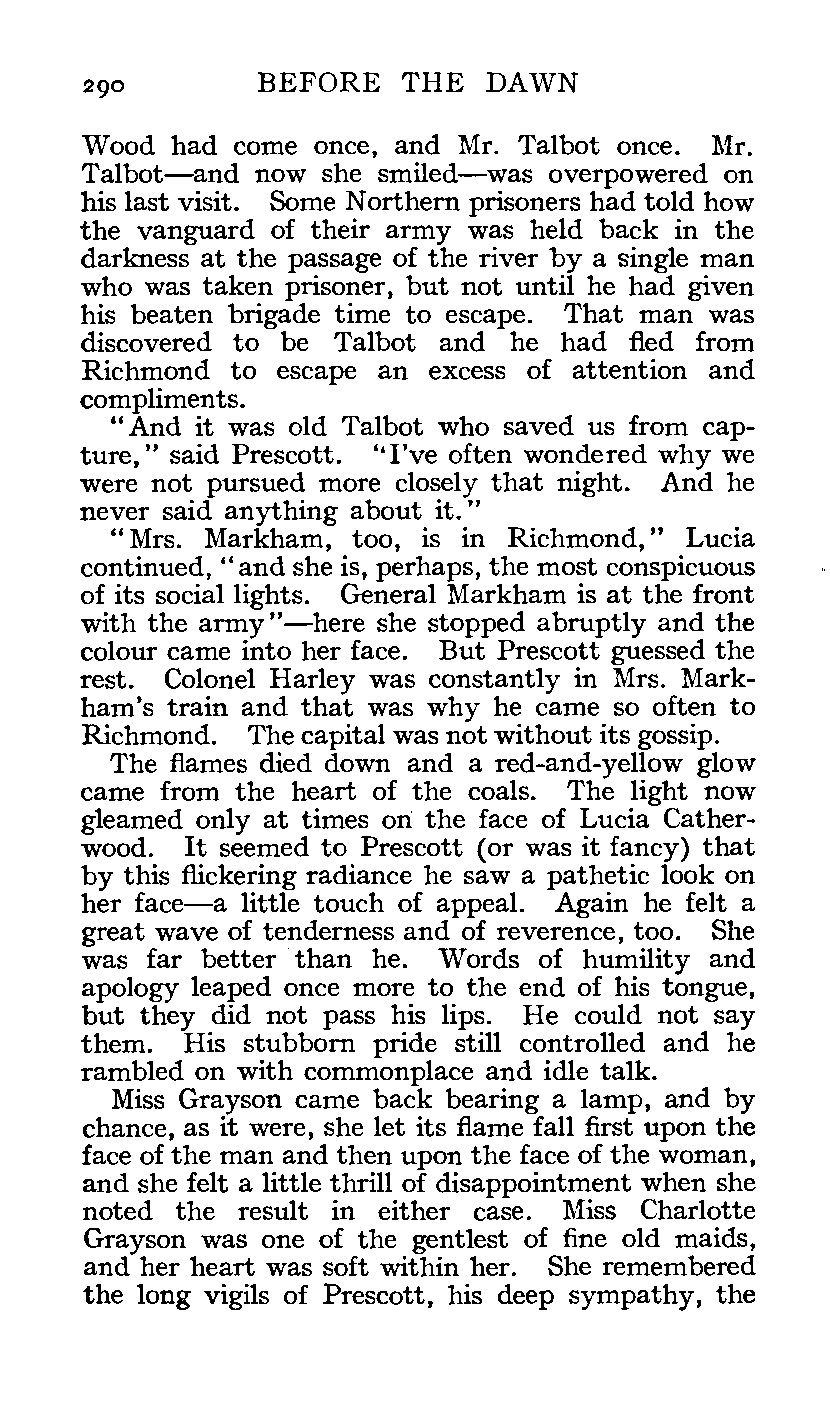 290 BEFORE THE DAWN
Wood had come once, and Mr. Talbot once. Mr.
Talbot—and now she smiled—was overpowered on
his last visit. Some Northern prisoners had told how
the vanguard of their army was held back in the
darkness at the passage of the river by a single man
who was taken prisoner, but not until he had given
his beaten brigade time to escape. That man was
discovered to be Talbot and he had fled from
Richmond to escape an excess of attention and
compliments.
"And it was old Talbot who saved us from cap-
ture," said Prescott. "I've often wondered why we
were not pursued more closely that night. And he
never said anything about it."
"Mrs. Markham, too, is in Richmond," Lucia
continued, "and she is, perhaps, the most conspicuous
of its social lights. General Markham is at the front
with the army"—here she stopped abruptly and the
colour came into her face. But Prescott guessed the
rest. Colonel Harley was constantly in Mrs. Mark-
ham's train and that was why he came so often to
Richmond. The capital was not without its gossip.
The flames died down and a red-and-yellow glow
came from the heart of the coals. The light now
gleamed only at times on the face of Lucia Cather-
wood. It seemed to Prescott (or was it fancy) that
by this flickering radiance he saw a pathetic look on
her face—a little touch of appeal. Again he felt a
great wave of tenderness and of reverence, too. She
was far better than he. Words of humility and
apology leaped once more to the end of his tongue,
but they did not pass his lips. He could not say
them. His stubborn pride still controlled and he
rambled on with commonplace and idle talk.
Miss Grayson came back bearing a lamp, and by
chance, as it were, she let its flame fall first upon the
face of the man and then upon the face of the woman,
and she felt a little thrill of disappointment when she
noted the result in either case. Miss Charlotte
Grayson was one of the gentlest of fine old maids,
and her heart was soft within her. She remembered
the long vigils of Prescott, his deep sympathy, the